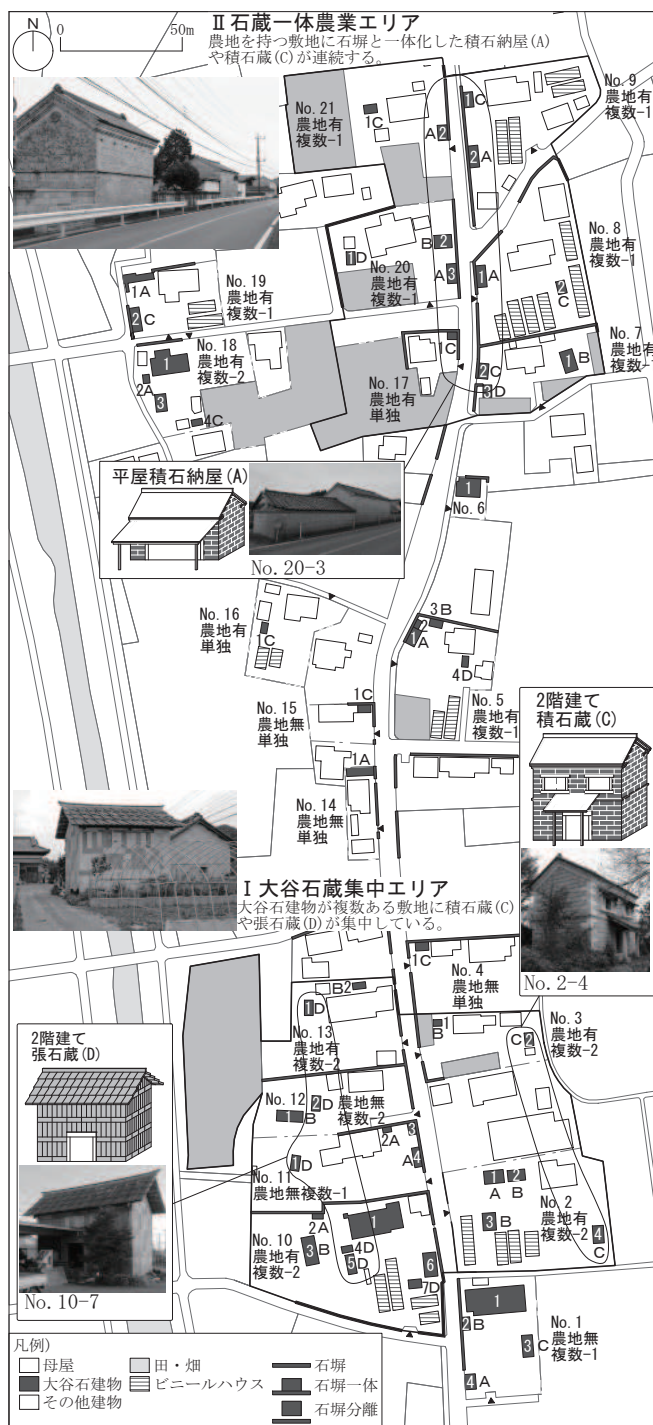 N
0 50m
Ⅱ石蔵一体農業エリア
農地を持つ敷地に石塀と一体化した積石納屋(A)
や積石蔵(C)が連続する。
No.21
農地有
複数-1
1C
A2
1C
2A
No.9
農地有
複数-1
No.8
農地有
複数-1
2
C
1A
B 2
A3
1D
No.20
農地有
複数-1
1A
2C
No.19
農地有
複数-1
No.18
農地有
複数-2
1
2A
3
4C
1C
No.17
農地有
単独
2C
3D
1B
No.7
農地有
複数-1
平屋積石納屋(A)
No.20-3
1
No.6
No.16
農地有
単独
1C
3B
2
1A
4D
No.5
農地有
複数-1
1C
No.15
農地無
単独
1A
No.14
農地無
単独
2階建て
積石蔵(C)
No.2-4
Ⅰ大谷石蔵集中エリア
大谷石建物が複数ある敷地に積石蔵(C)
や張石蔵(D)が集中している。
1C
No.4
農地無
単独
B2
1D
No.13
農地有
複数-2
1
B
C2
No.3
農地有
複数-2
2階建て
張石蔵(D)
No.10-7
No.12
農地無
複数-2
2D
1B
2A
3
A4
1D
No.11
農地無複数-1
1
A
2
B
3B
No.2
農地有
複数-2
4
C
2A
1
3B
4D
5D
6
7D
No.10
農地有
複数-2
1
2B
3C
4A
No.1
農地無
複数-1
凡例)
母屋
大谷石建物
その他建物
田・畑
ビニールハウス
石塀
石塀一体
石塀分離